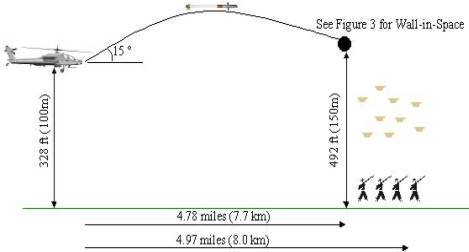 See Figure 3 for Wall-in-Space
15 °
328 ft (100m)
492 ft (150m)
4.78 miles (7.7 km)
4.97 miles (8.0 km)